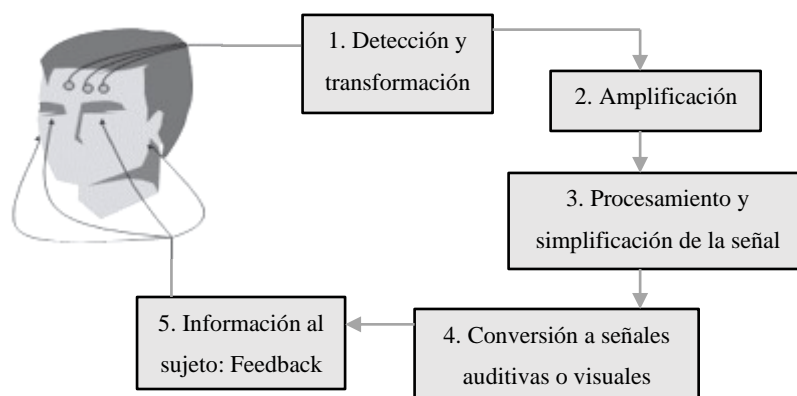 1. Detección y
transformación
2. Amplificación
3. Procesamiento y
simplificación de la señal
4. Conversión a señales
auditivas o visuales
5. Información al
sujeto: Feedback